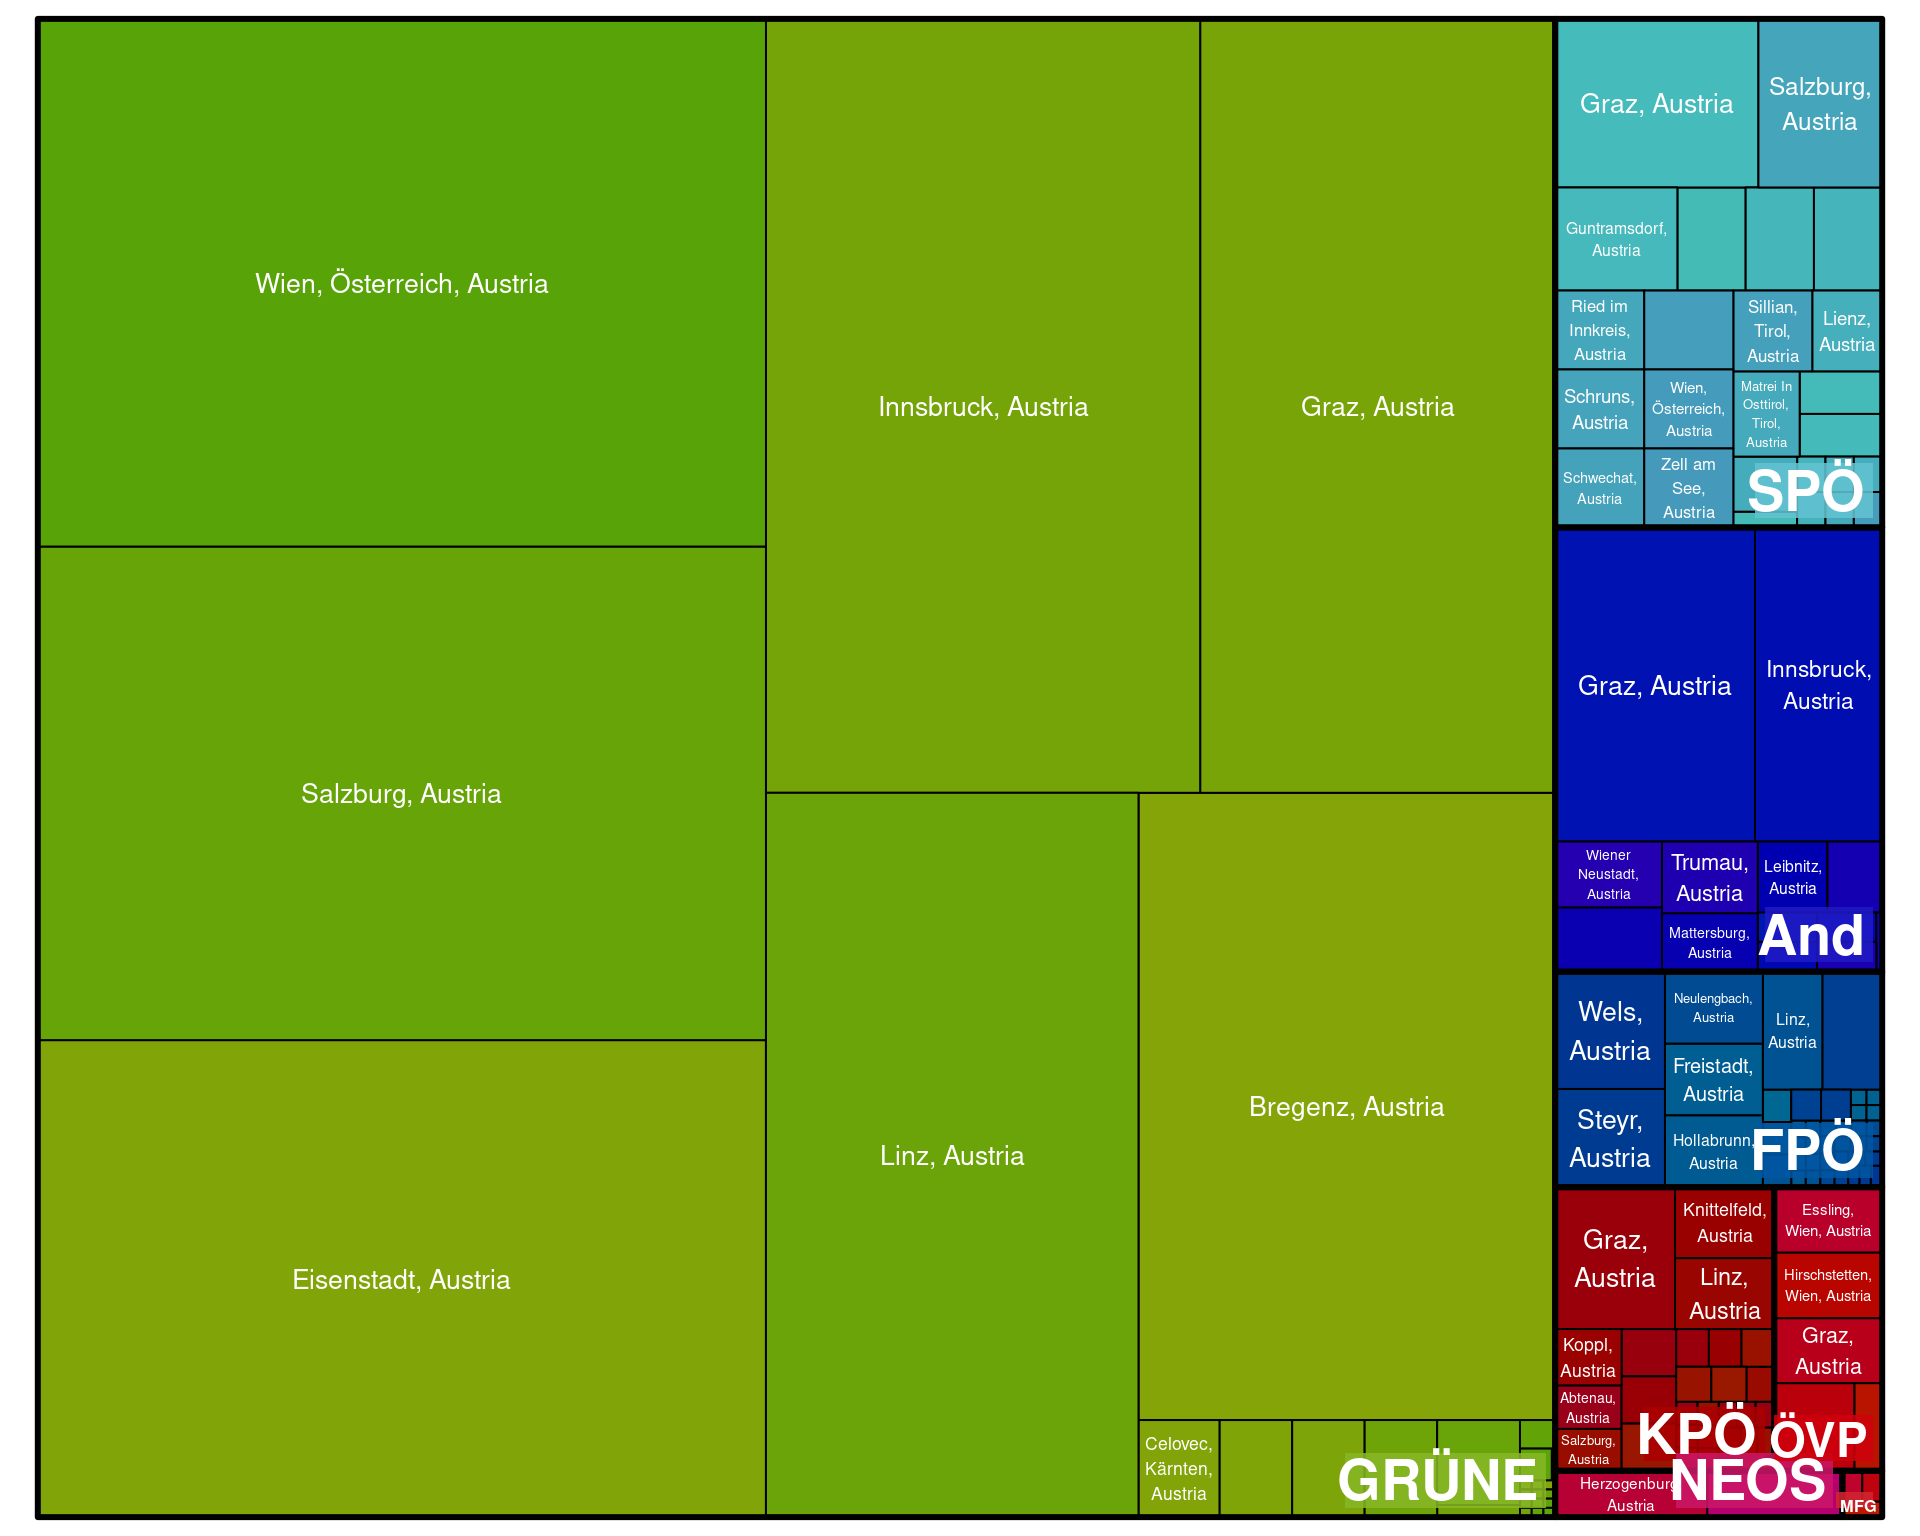 Wien, Österreich, Austria
Salzburg, Austria
Eisenstadt, Austria
Innsbruck, Austria
Graz, Austria
Linz, Austria
Bregenz, Austria
Celovec,
Kärnten,
Austria
GRÜNE
Graz, Austria
Salzburg,
Austria
Guntramsdorf,
Austria
Ried im
Innkreis,
Austria
Sillian,
Tirol,
Austria
Lienz,
Austria
Schruns,
Austria
Wien,
Österreich,
Austria
Matrei In
Osttirol,
Tirol,
Austria
Schwechat,
Austria
Zell am
See,
Austria
SPÖ
Graz, Austria
Innsbruck,
Austria
Wiener
Neustadt,
Austria
Trumau,
Austria
Leibnitz,
Austria
Mattersburg,
Austria
And
Wels,
Austria
Neulengbach,
Austria
Linz,
Austria
Freistadt,
Austria
Steyr,
Austria
Hollabrunn,
Austria
FPÖ
Graz,
Austria
Knittelfeld,
Austria
Linz,
Austria
Koppl,
Austria
Abtenau,
Austria
Salzburg,
Austria
KPÖ
Essling,
Wien, Austria
Hirschstetten,
Wien, Austria
Graz,
Austria
ÖVP
Herzogenburg
Austria
NEOS
MFG